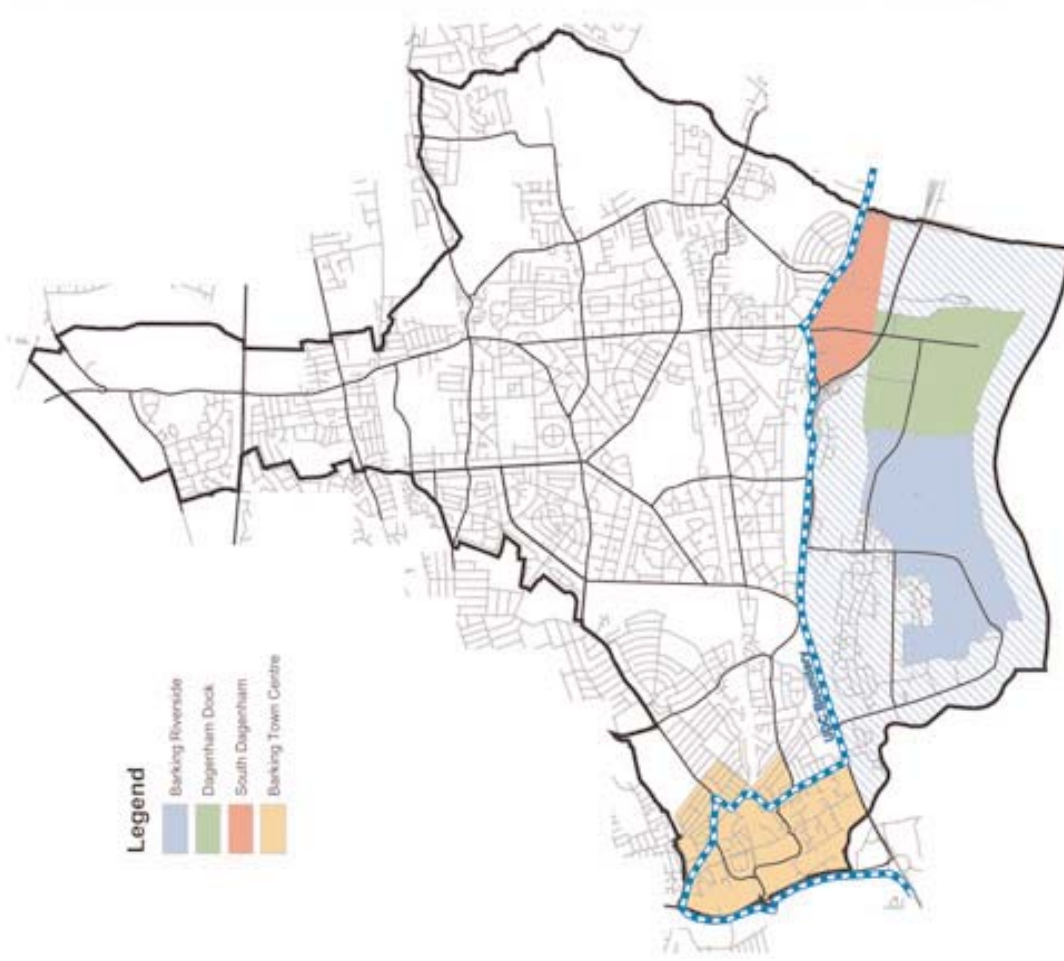 Legend
Barking Riverside
Dagenham Dock
South Dagenham
Barking Town Centre